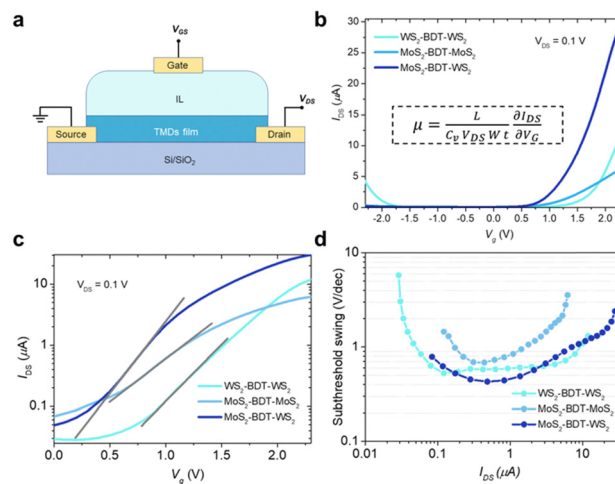 a
V_GS
Gate
IL
V_DS
Source
TMDs film
Drain
Si/SiO₂
b
30
25
20
15
10
5
0
I_DS (μA)
WS₂-BDT-WS₂
MoS₂-BDT-MoS₂
MoS₂-BDT-WS₂
V_DS = 0.1 V
μ = L / (C_v V_DS W t) ∂I_DS / ∂V_G
-2.0 -1.5 -1.0 -0.5 0.0 0.5 1.0 1.5 2.0
V_g (V)
c
V_DS = 0.1 V
10
1
0.1
I_DS (μA)
WS₂-BDT-WS₂
MoS₂-BDT-MoS₂
MoS₂-BDT-WS₂
0.0 0.5 1.0 1.5 2.0
V_g (V)
d
10
1
0.1
Subthreshold swing (V/dec)
WS₂-BDT-WS₂
MoS₂-BDT-MoS₂
MoS₂-BDT-WS₂
0.01 0.1 1 10
I_DS (μA)